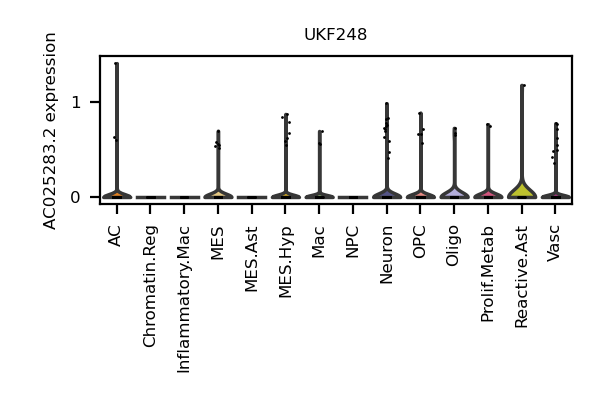 UKF248
AC025283.2 expression
1
0
AC
Chromatin.Reg
Inflammatory.Mac
MES
MES.Ast
MES.Hyp
Mac
NPC
Neuron
OPC
Oligo
Prolif.Metab
Reactive.Ast
Vasc